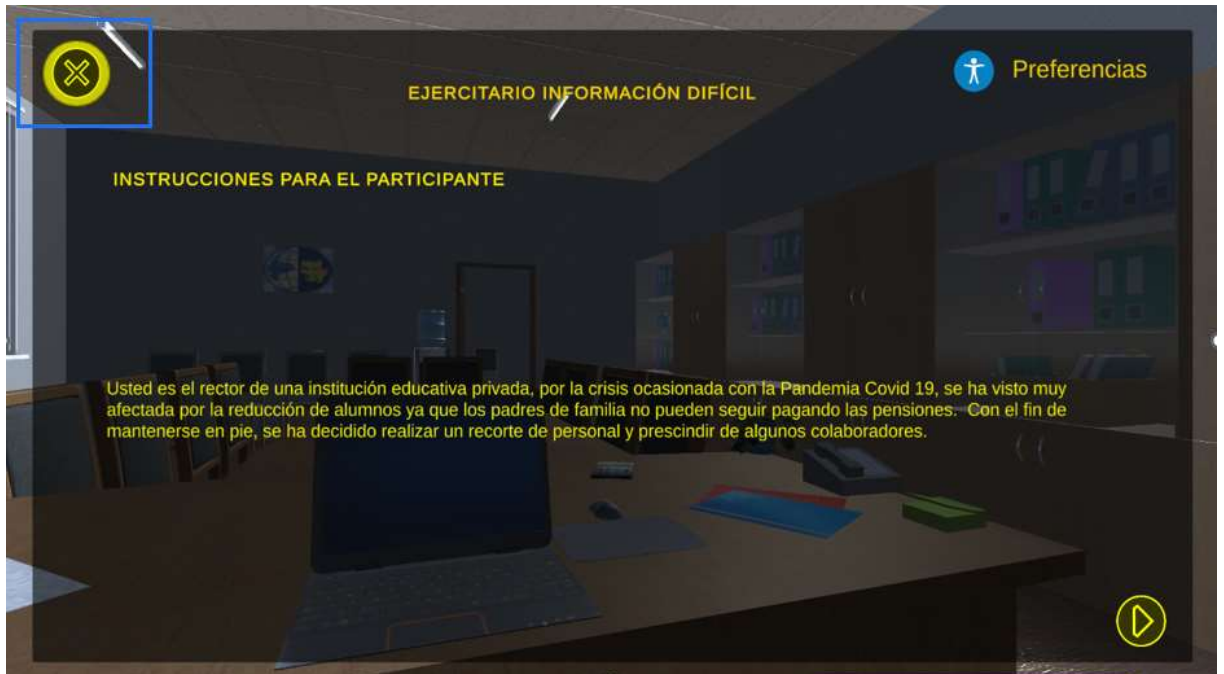 Preferencias
EJERCITARIO INFORMACIÓN DIFÍCIL
INSTRUCCIONES PARA EL PARTICIPANTE
Usted es el rector de una institución educativa privada, por la crisis ocasionada con la Pandemia Covid 19, se ha visto muy
afectada por la reducción de alumnos ya que los padres de familia no pueden seguir pagando las pensiones. Con el fin de
mantenerse en pie, se ha decidido realizar un recorte de personal y prescindir de algunos colaboradores.